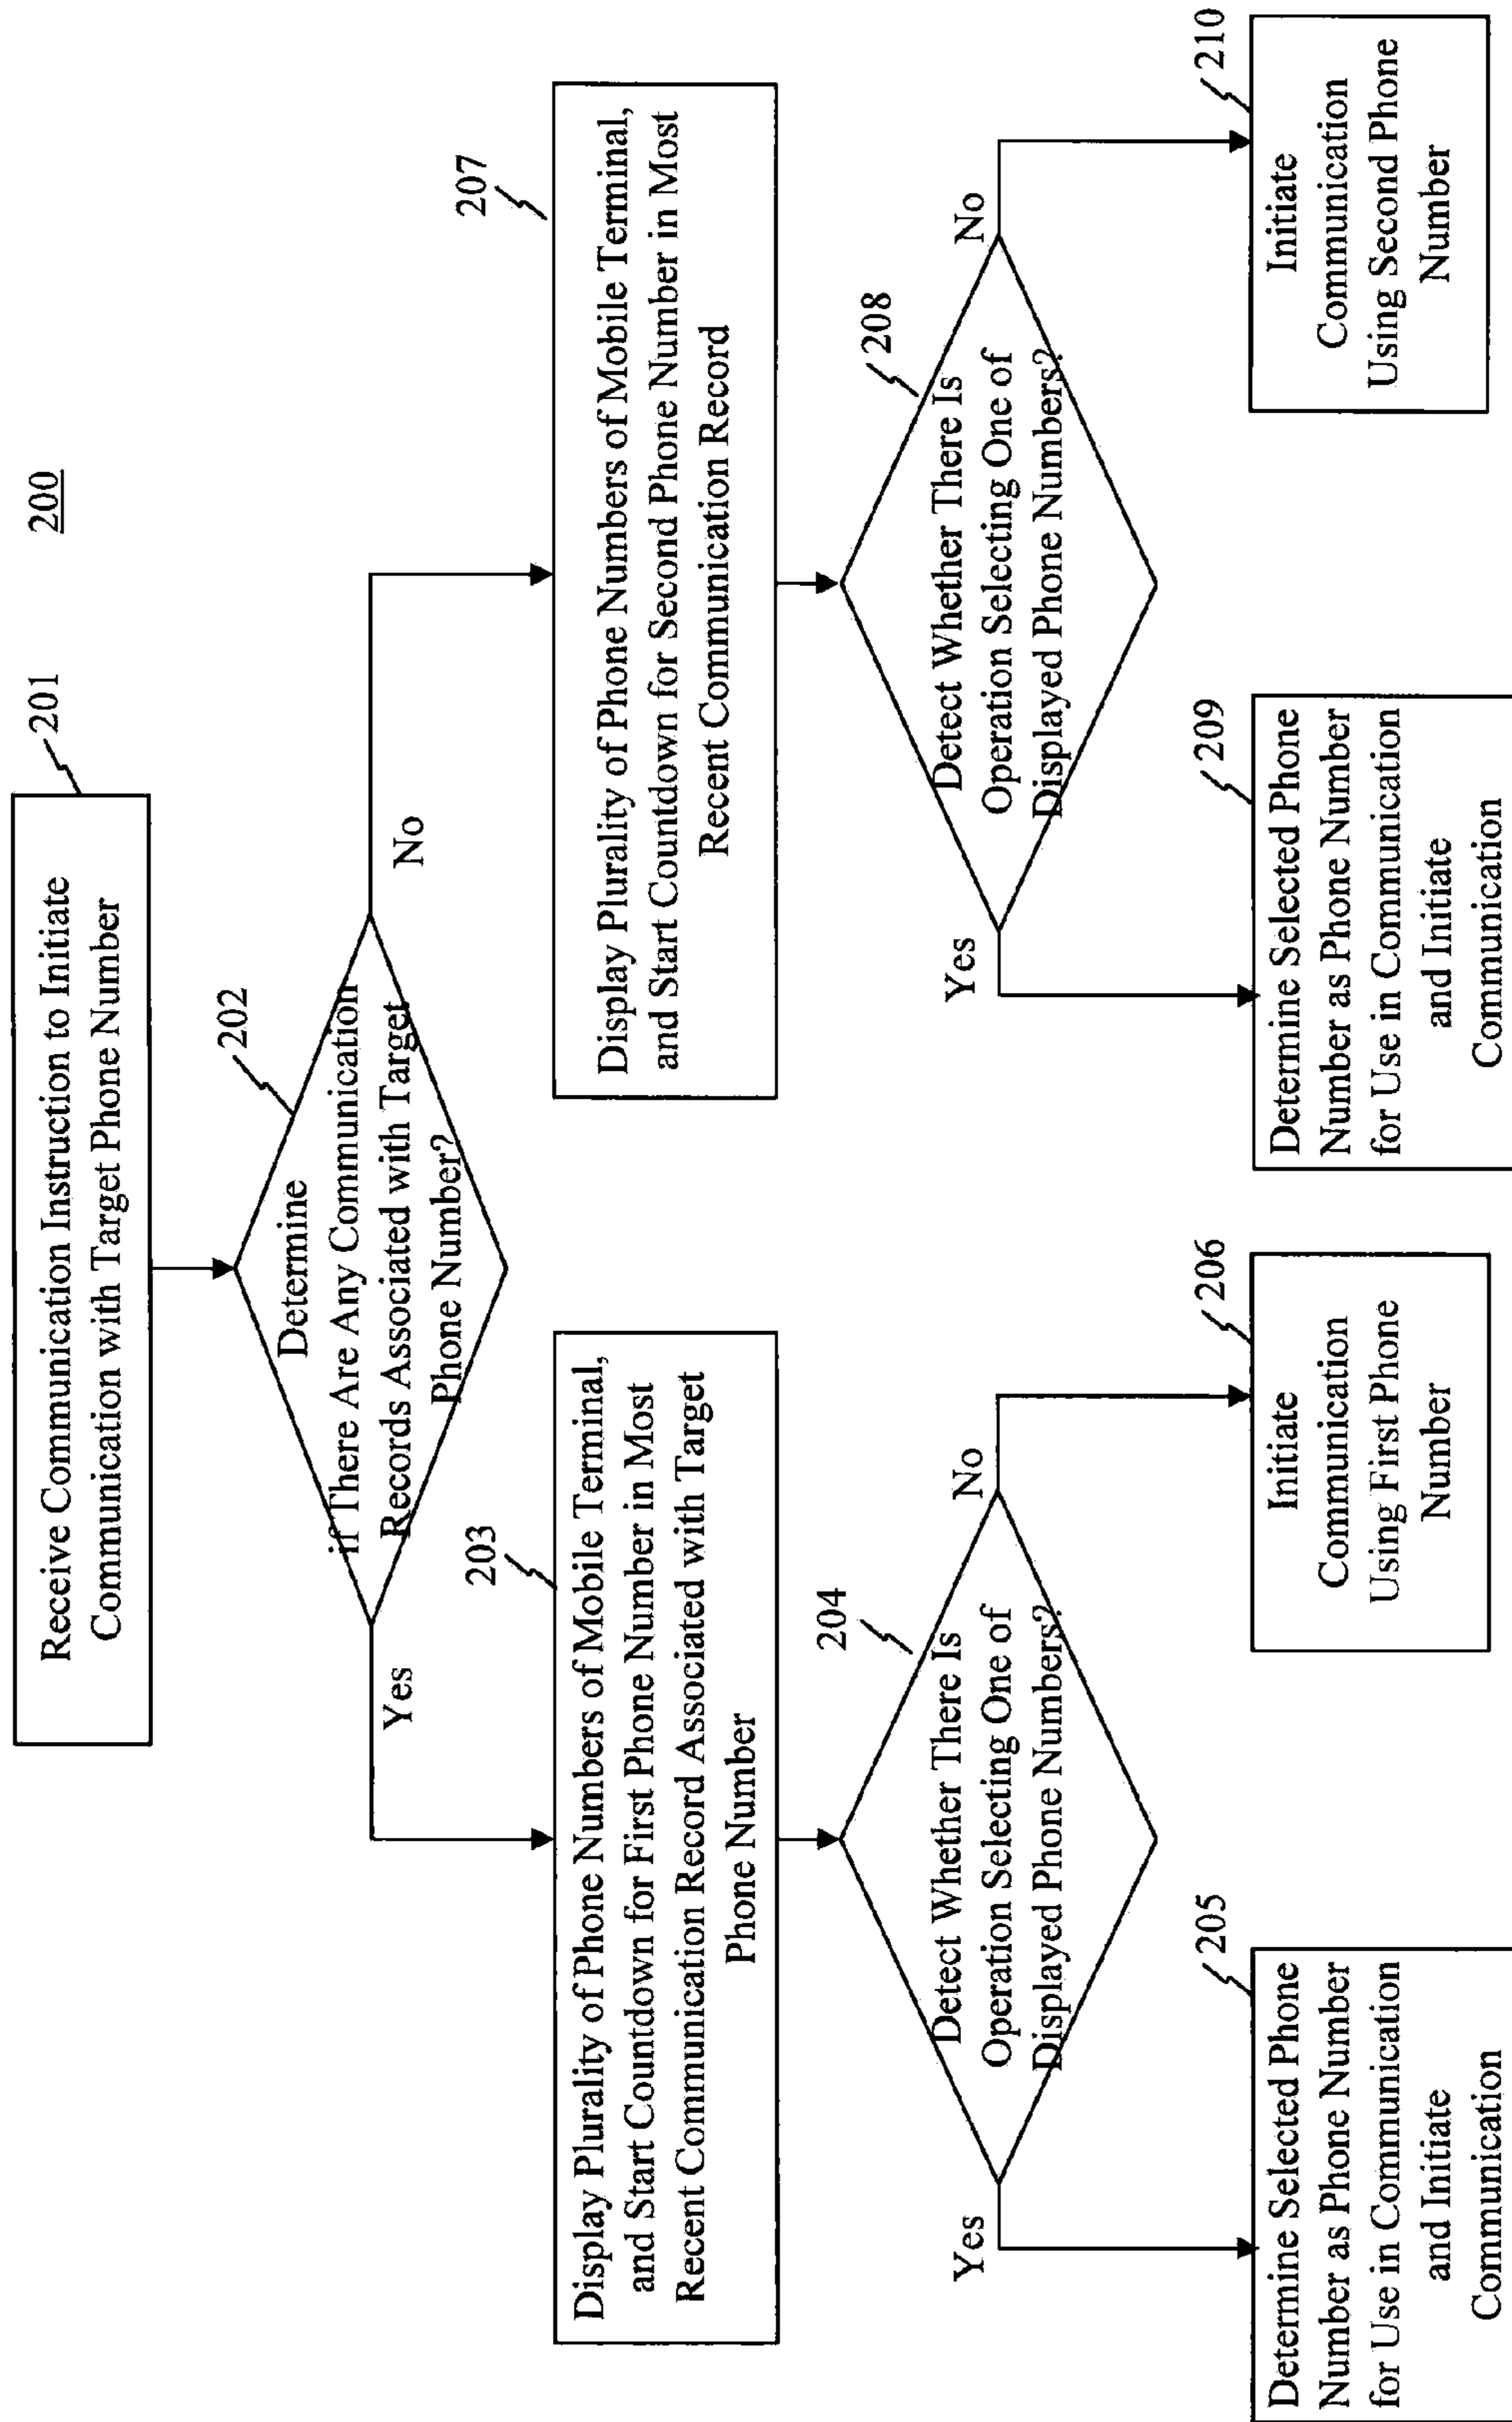 200
201
Receive Communication Instruction to Initiate
Communication with Target Phone Number
202
Determine
if There Are Any Communication
Records Associated with Target
Phone Number?
Yes
No
203
Display Plurality of Phone Numbers of Mobile Terminal,
and Start Countdown for First Phone Number in Most
Recent Communication Record Associated with Target
Phone Number
207
Display Plurality of Phone Numbers of Mobile Terminal,
and Start Countdown for Second Phone Number in Most
Recent Communication Record
204
Detect Whether There Is
Operation Selecting One of
Displayed Phone Numbers?
Yes
No
208
Detect Whether There Is
Operation Selecting One of
Displayed Phone Numbers?
Yes
No
205
Determine Selected Phone
Number as Phone Number
for Use in Communication
and Initiate
Communication
206
Initiate
Communication
Using First Phone
Number
209
Determine Selected Phone
Number as Phone Number
for Use in Communication
and Initiate
Communication
210
Initiate
Communication
Using Second Phone
Number